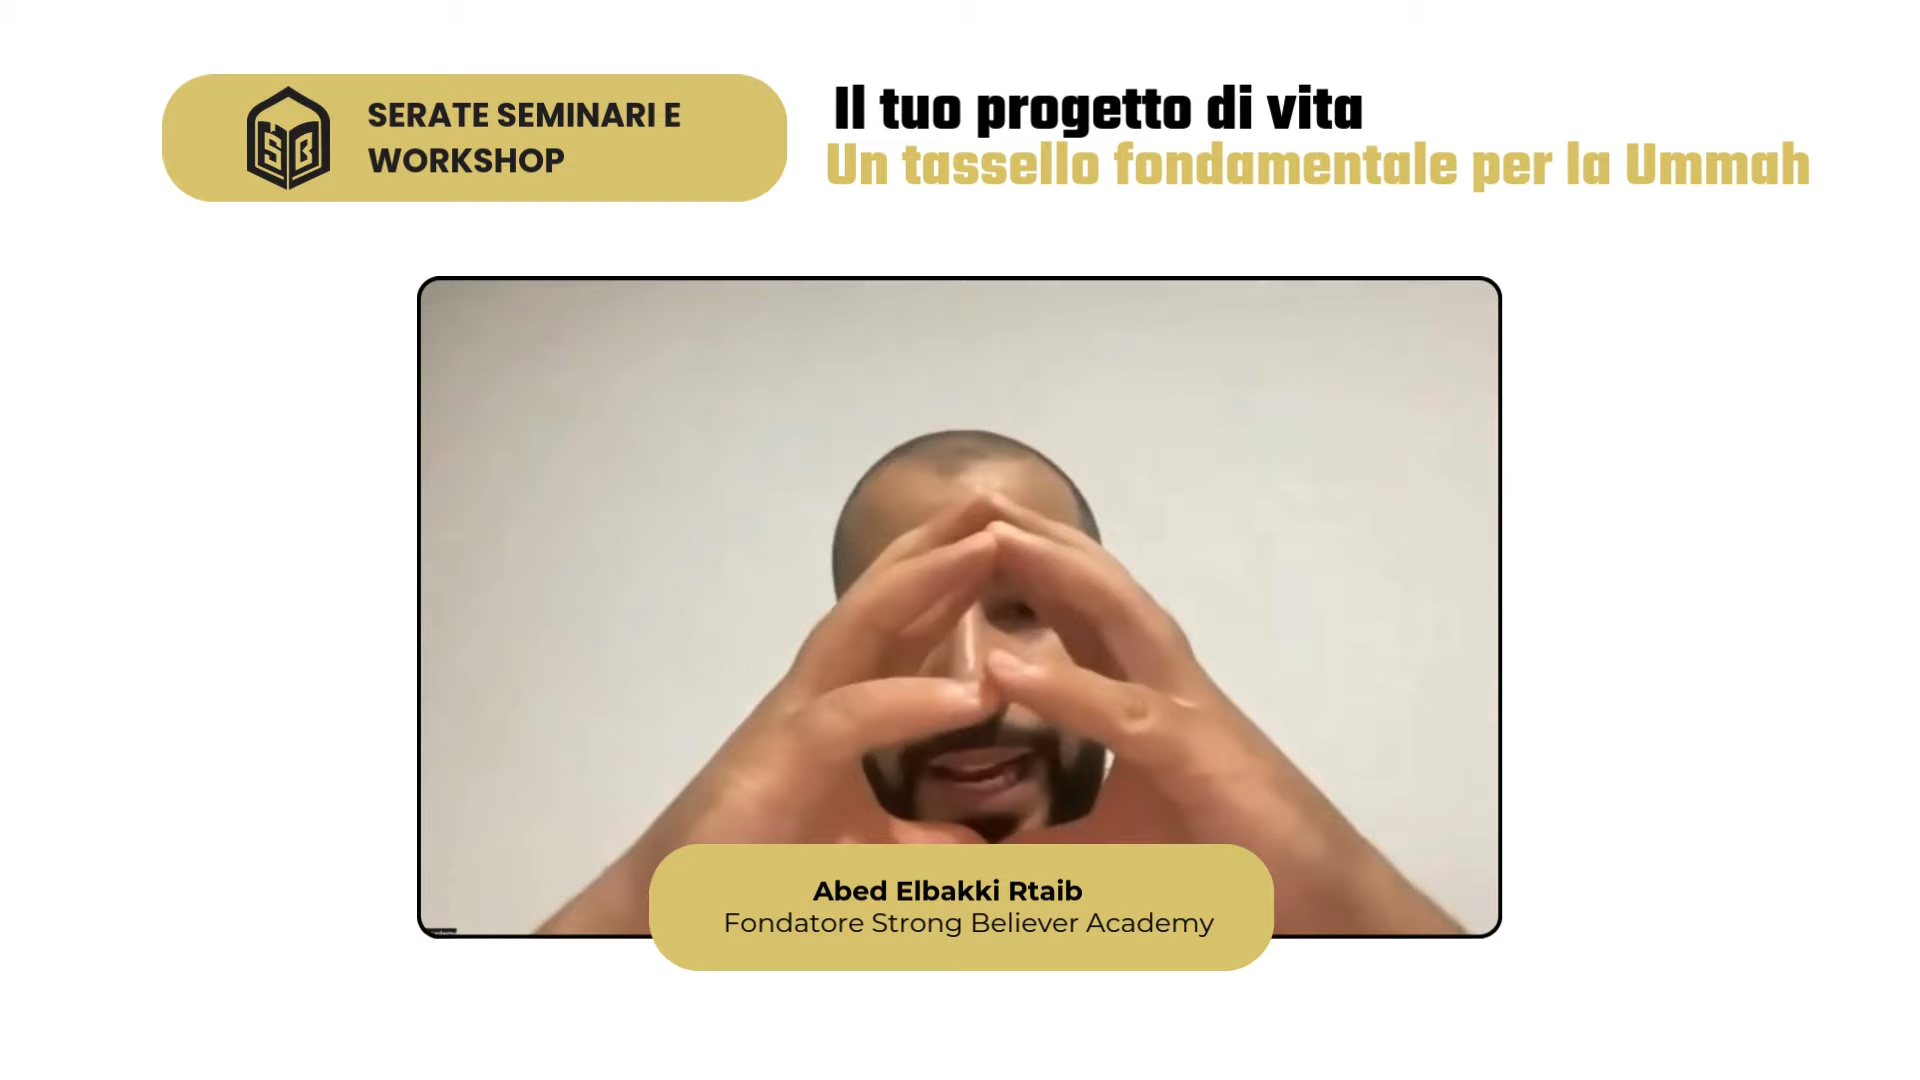 SERATE SEMINARI E
WORKSHOP
Il tuo progetto di vita
Un tassello fondamentale per la Ummah
Abed Elbakki Rtaib
Fondatore Strong Believer Academy